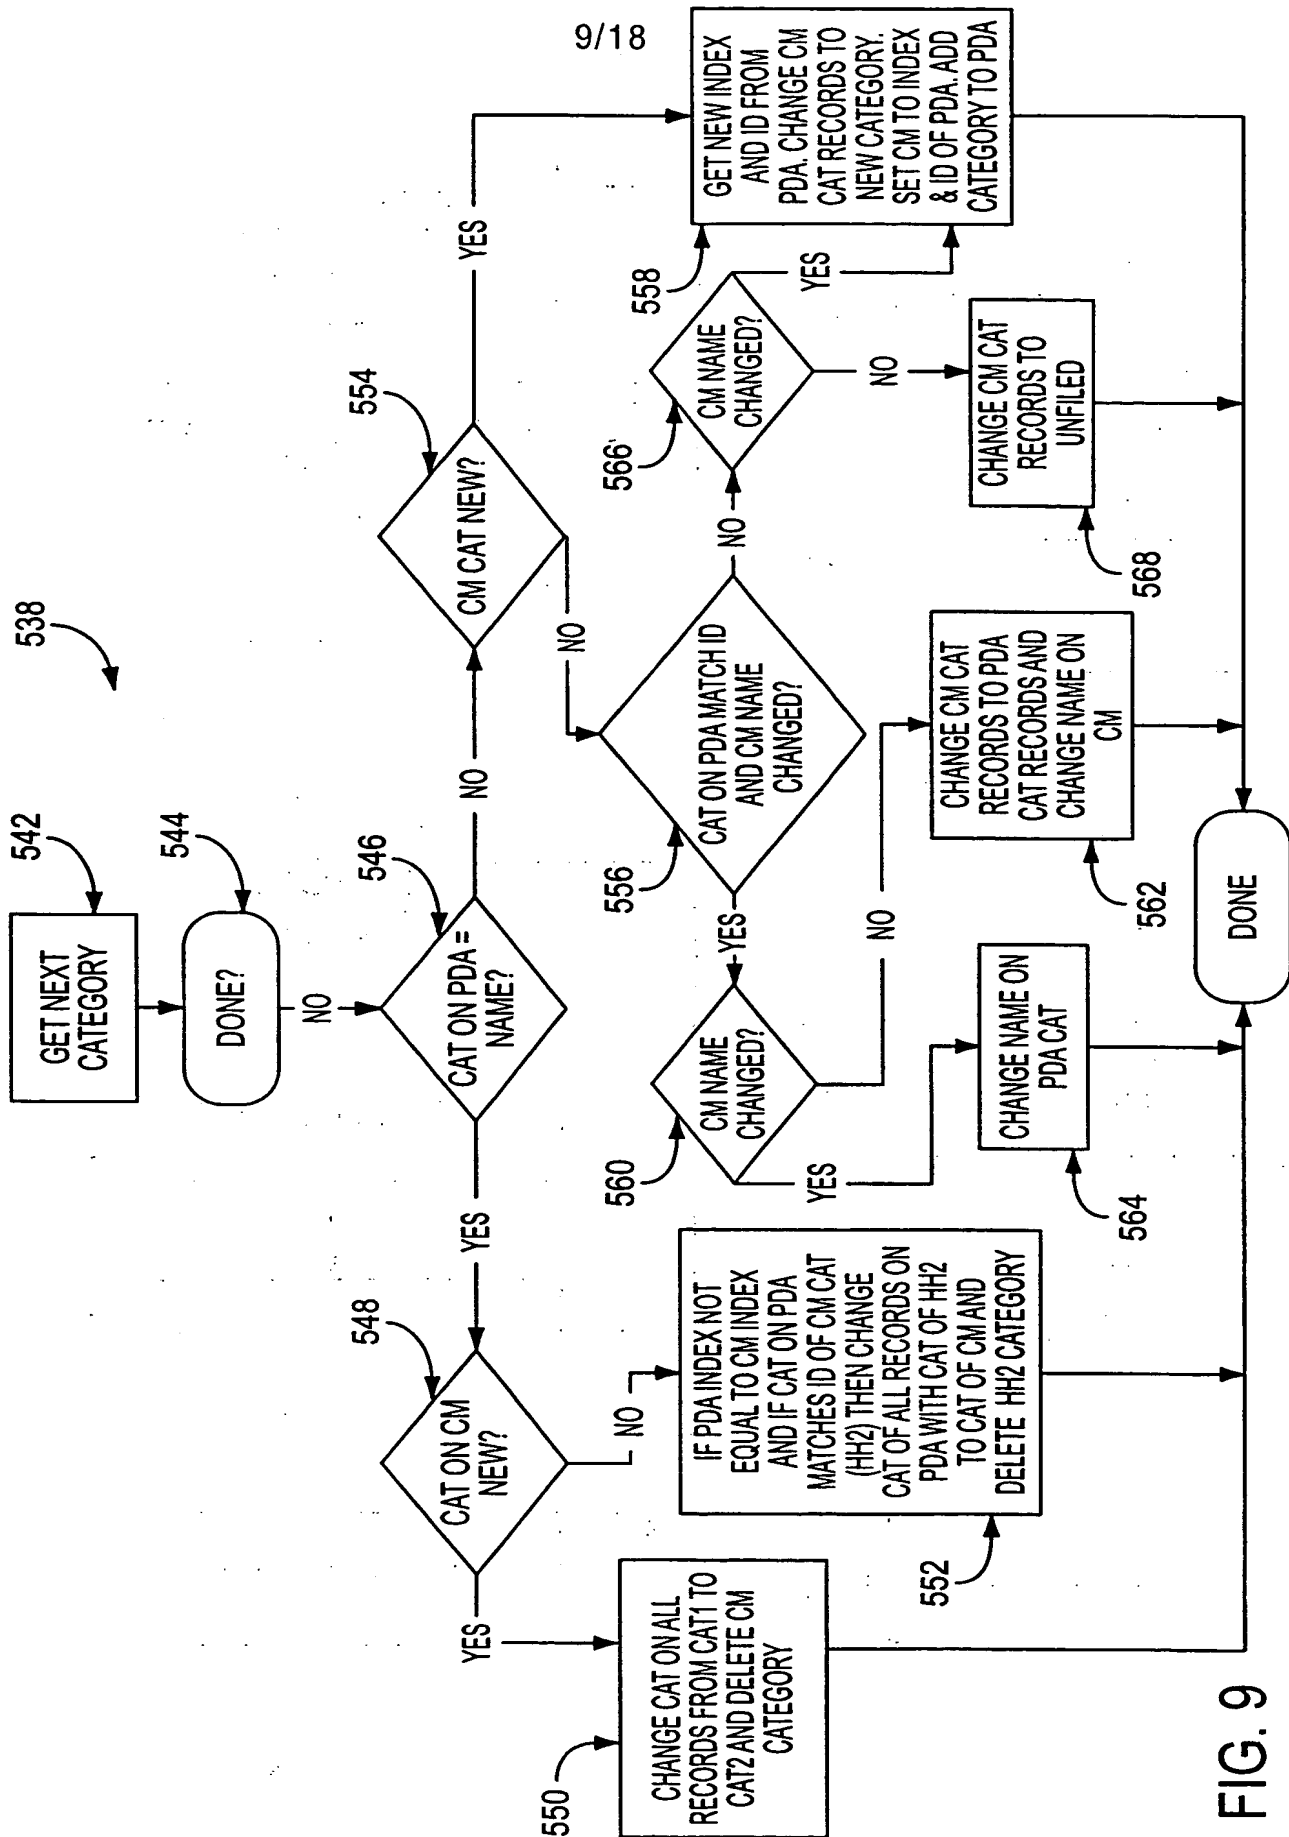 9/18
538
542
GET NEXT
CATEGORY
544
DONE?
NO
546
CAT ON PDA =
NAME?
YES
NO
548
CAT ON CM
NEW?
YES
NO
550
CHANGE CAT ON ALL
RECORDS FROM CAT1 TO
CAT2 AND DELETE CM
CATEGORY
552
IF PDA INDEX NOT
EQUAL TO CM INDEX
AND IF CAT ON PDA
MATCHES ID OF CM CAT
(HH2) THEN CHANGE
CAT OF ALL RECORDS ON
PDA WITH CAT OF HH2
TO CAT OF CM AND
DELETE HH2 CATEGORY
554
CM CAT NEW?
YES
NO
556
CAT ON PDA MATCH ID
AND CM NAME
CHANGED?
YES
NO
560
CM NAME
CHANGED?
YES
NO
564
CHANGE NAME ON
PDA CAT
562
CHANGE CM CAT
RECORDS TO PDA
CAT RECORDS AND
CHANGE NAME ON
CM
566
CM NAME
CHANGED?
YES
NO
568
CHANGE CM CAT
RECORDS TO
UNFILED
558
GET NEW INDEX
AND ID FROM
PDA. CHANGE CM
CAT RECORDS TO
NEW CATEGORY.
SET CM TO INDEX
& ID OF PDA. ADD
CATEGORY TO PDA
DONE
FIG. 9